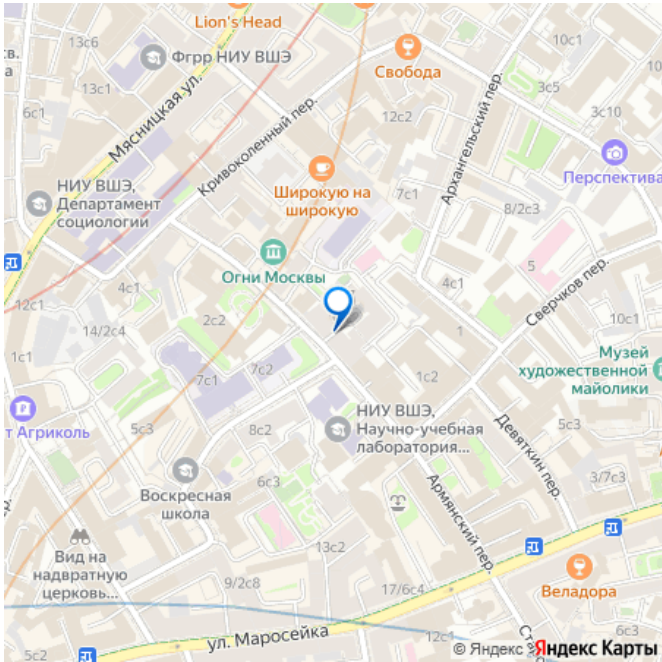 Lion's Head
13с6
Фгрр НИУ ВШЭ
Свобода
10с1
св.
7а
13с1
Мясницкая ул.
Кривоколенный пер.
12с2
Архангельский пер.
3с1
3с10
Перспектива
НИУ ВШЭ,
Департамент
социологии
Широкую на
широкую
7с1
8/2с3
Огни Москвы
5
Сверчков пер.
4с1
4с1
2с2
14/2с4
1
10с1
1с1
7с2
7с1
1с2
Музей
художественной
майолики
т Агриколь
5с3
8с2
НИУ ВШЭ,
Научно-учебная
лаборатория...
Девяткин пер.
5с3
Воскресная
школа
6с3
Армянский пер.
3/7с3
Вид на
надвратную
церковь...
13с2
9/2с8
17/6с4
Веладора
ул. Маросейка
5с2
12с1
Ста
© Яндекс Яндекс Карты